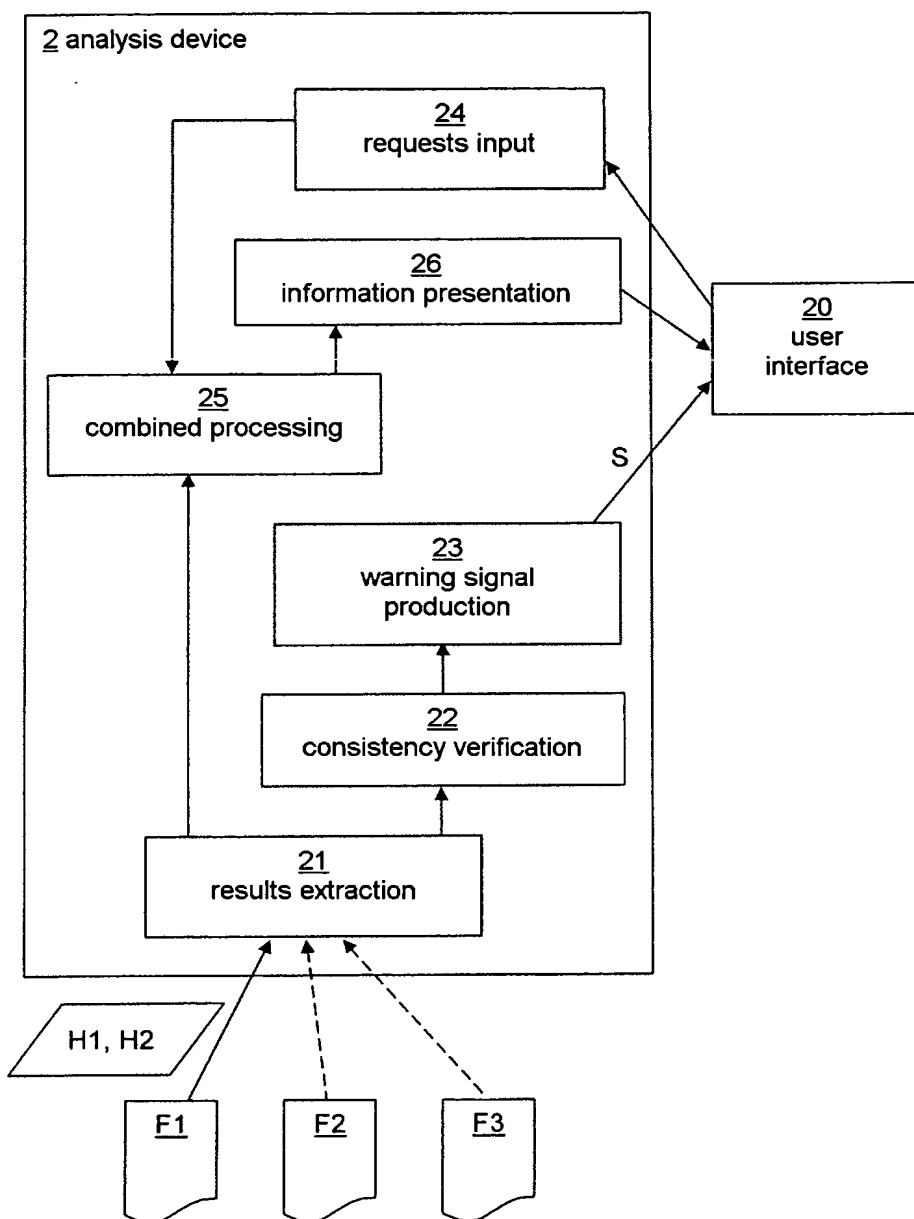 2 analysis device
24
requests input
26
information presentation
20
user
interface
25
combined processing
S
23
warning signal
production
22
consistency verification
21
results extraction
H1, H2
F1
F2
F3